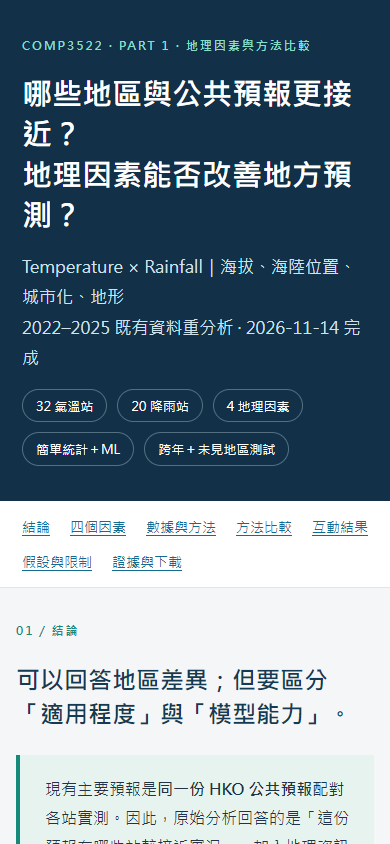 COMP3522 · PART 1 · 地理因素與方法比較
哪些地區與公共預報更接
近？
地理因素能否改善地方預
測？
Temperature × Rainfall｜海拔、海陸位置、
城市化、地形
2022–2025 既有資料重分析 · 2026-11-14 完
成
32 氣溫站
20 降雨站
4 地理因素
簡單統計 + ML
跨年 + 未見地區測試
結論
四個因素
數據與方法
方法比較
互動結果
假設與限制
證據與下載
01 / 結論
可以回答地區差異；但要區分
「適用程度」與「模型能力」。
現有主要預報是同一份 HKO 公共預報配對
各站實測。因此，原始分析回答的是「這份